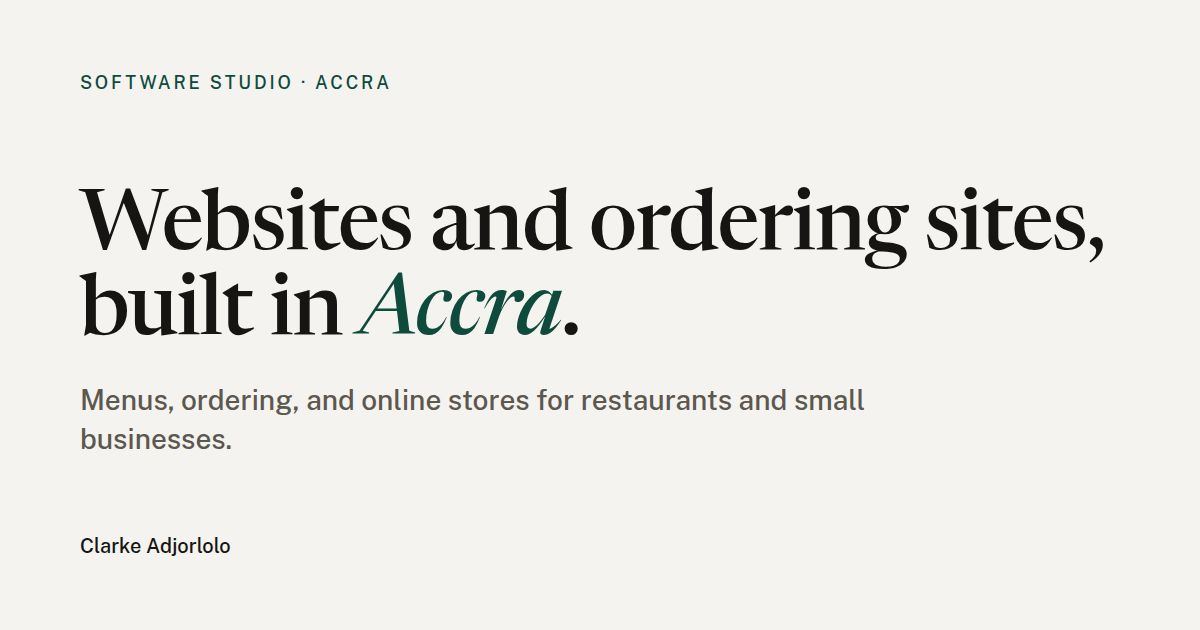 SOFTWARE STUDIO · ACCRA
Websites and ordering sites,
built in Accra.
Menus, ordering, and online stores for restaurants and small
businesses.
Clarke Adjorlolo